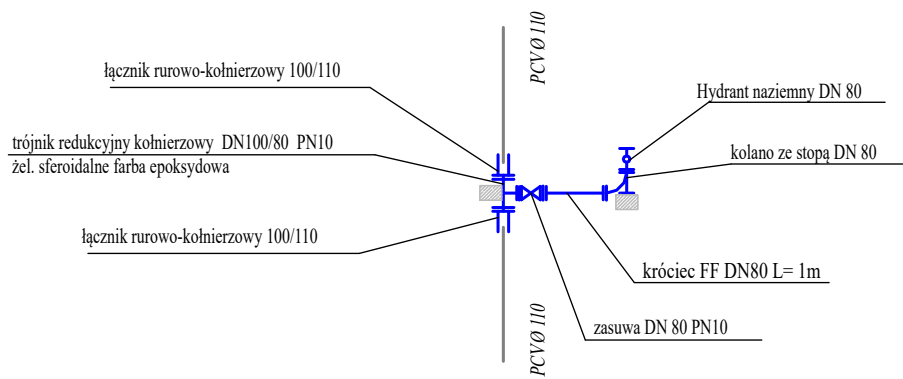 PCV Ø 110
łącznik rurowo-kołnierzowy 100/110
Hydrant naziemny DN 80
trójnik redukcyjny kołnierzowy DN100/80 PN10
żel. sferoidalne farba epoksydowa
kolano ze stopą DN 80
łącznik rurowo-kołnierzowy 100/110
króciec FF DN80 L= 1m
zasuwa DN 80 PN10
PCV Ø 110